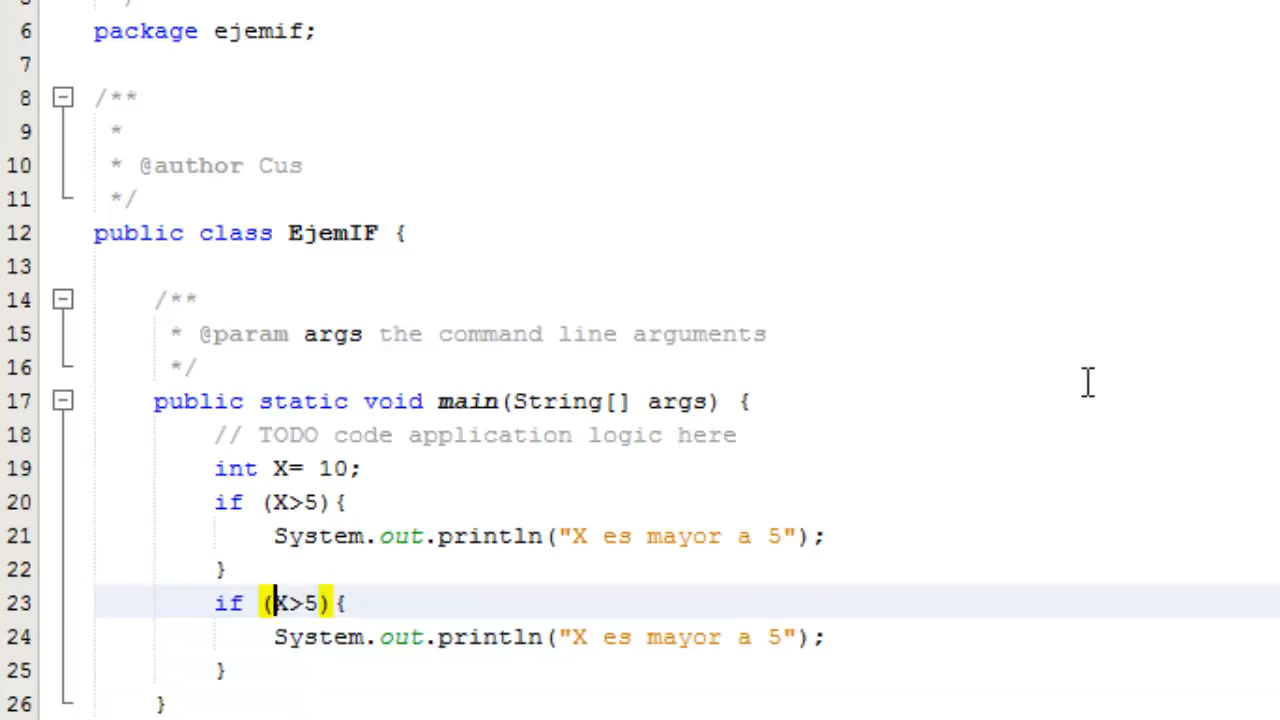 6 package ejemif;
7
8 /**
9 *
10 * @author Cus
11 */
12 public class EjemIF {
13
14 /**
15 * @param args the command line arguments
16 */
17 public static void main(String[] args) {
18 // TODO code application logic here
19 int X= 10;
20 if (X>5){
21 System.out.println("X es mayor a 5");
22 }
23 if (X>5){
24 System.out.println("X es mayor a 5");
25 }
26 }